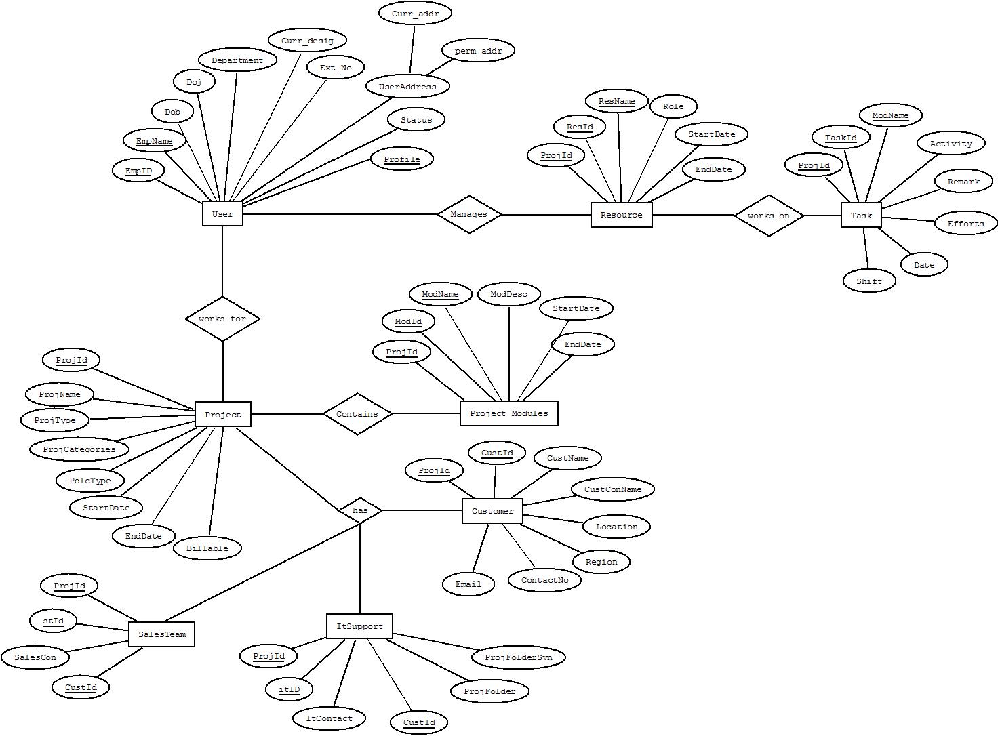 Curr_addr
Curr_desig
perm_addr
Department
Ext_No
Doj
UserAddress
Dob
Status
EmpName
Profile
EmpID
User
Manages
ResName
Role
ResId
StartDate
ProjId
EndDate
Resource
works-on
ModName
TaskId
Activity
ProjId
Remark
Task
Efforts
Date
Shift
works-for
ModName
ModDesc
StartDate
ModId
EndDate
ProjId
Project Modules
Contains
ProjId
ProjName
ProjType
Project
ProjCategories
PdlcType
StartDate
EndDate
Billable
has
CustId
CustName
ProjId
CustConName
Customer
Location
Region
ContactNo
Email
ProjId
stId
SalesTeam
SalesCon
CustId
ItSupport
ProjId
ProjFolderSvn
itID
ProjFolder
ItContact
CustId